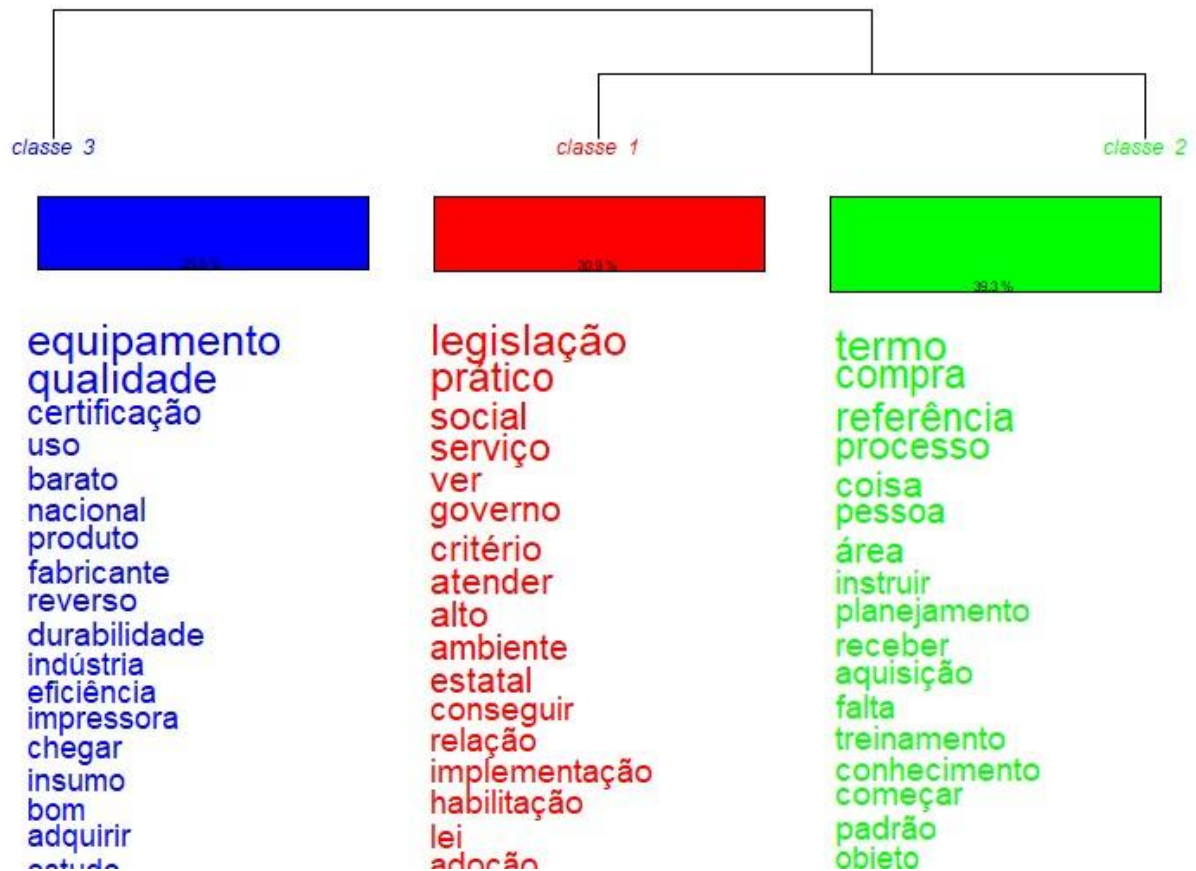 classe 3
classe 1
classe 2
30.9 %
39.3 %
equipamento
qualidade
certificação
uso
barato
nacional
produto
fabricante
reverso
durabilidade
indústria
eficiência
impressora
chegar
insumo
bom
adquirir
legislação
prático
social
serviço
ver
governo
critério
atender
alto
ambiente
estatal
conseguir
relação
implementação
habilitação
lei
adoção
termo
compra
referência
processo
coisa
pessoa
área
instruir
planejamento
receber
aquisição
falta
treinamento
conhecimento
começar
padrão
objeto